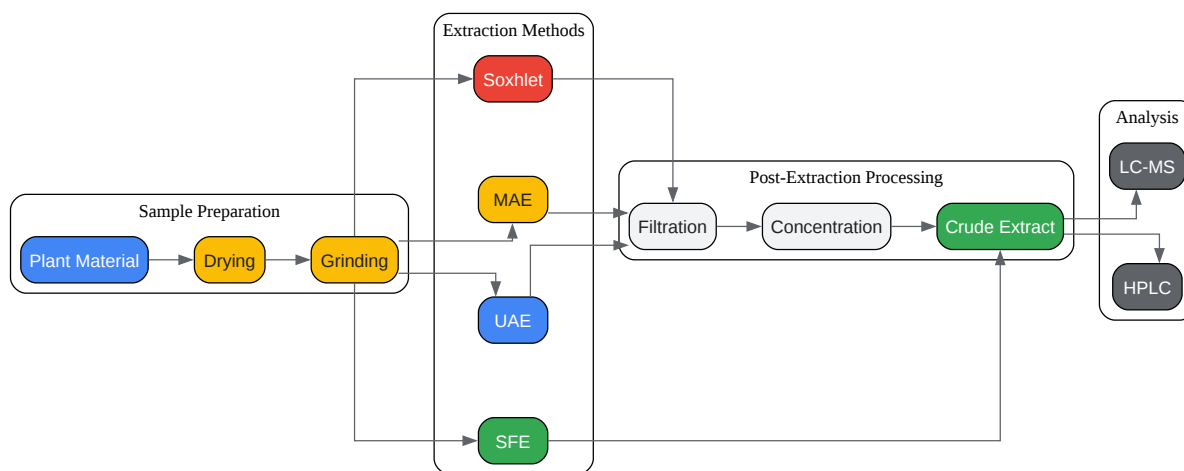 Sample Preparation
Plant Material
Drying
Grinding
Extraction Methods
Soxhlet
MAE
UAE
SFE
Post-Extraction Processing
Filtration
Concentration
Crude Extract
Analysis
LC-MS
HPLC